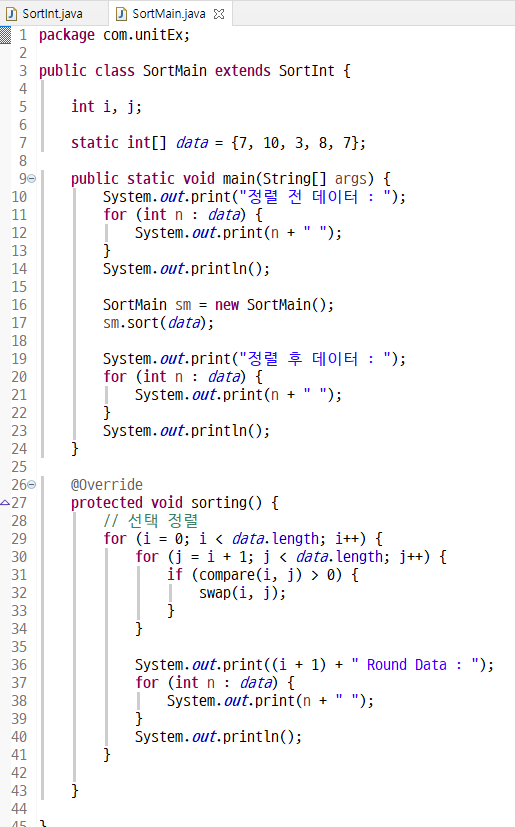 SortInt.java SortMain.java
1 package com.unitEx;
2
3 public class SortMain extends SortInt {
4
5     int i, j;
6
7     static int[] data = {7, 10, 3, 8, 7};
8
9     public static void main(String[] args) {
10         System.out.print("정렬 전 데이터 : ");
11         for (int n : data) {
12             System.out.print(n + " ");
13         }
14         System.out.println();
15
16         SortMain sm = new SortMain();
17         sm.sort(data);
18
19         System.out.print("정렬 후 데이터 : ");
20         for (int n : data) {
21             System.out.print(n + " ");
22         }
23         System.out.println();
24     }
25
26     @Override
27     protected void sorting() {
28         // 선택 정렬
29         for (i = 0; i < data.length; i++) {
30             for (j = i + 1; j < data.length; j++) {
31                 if (compare(i, j) > 0) {
32                     swap(i, j);
33                 }
34             }
35
36             System.out.print((i + 1) + " Round Data : ");
37             for (int n : data) {
38                 System.out.print(n + " ");
39             }
40             System.out.println();
41         }
42
43     }
44
45 }